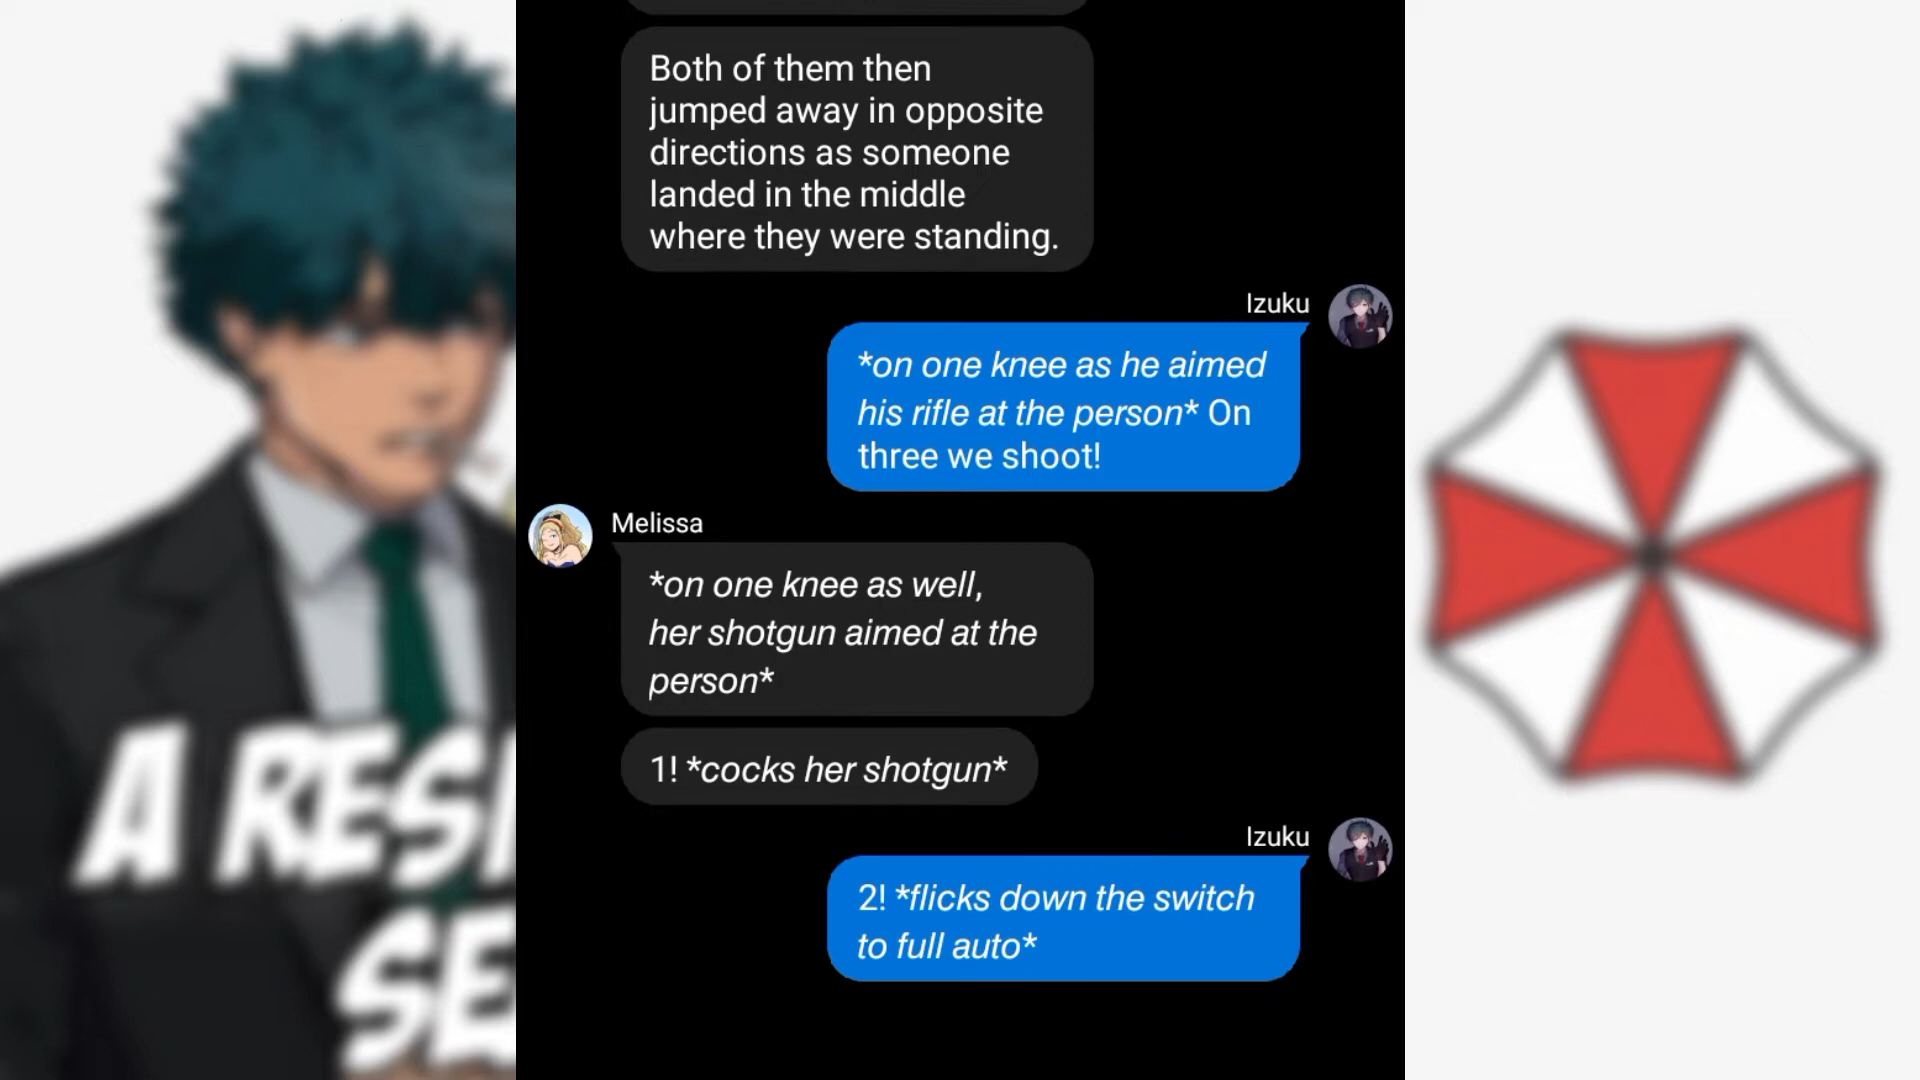 Both of them then
jumped away in opposite
directions as someone
landed in the middle
where they were standing.
Izuku
*on one knee as he aimed
his rifle at the person* On
three we shoot!
Melissa
*on one knee as well,
her shotgun aimed at the
person*
1! *cocks her shotgun*
Izuku
2! *flicks down the switch
to full auto*
A RESI
SE